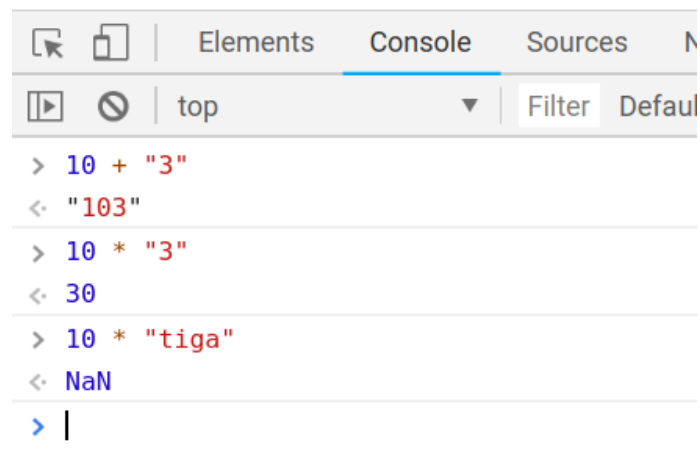 Elements Console Sources N
top ▼ Filter Defaul
> 10 + "3"
<· "103"
> 10 * "3"
<· 30
> 10 * "tiga"
<· NaN
>